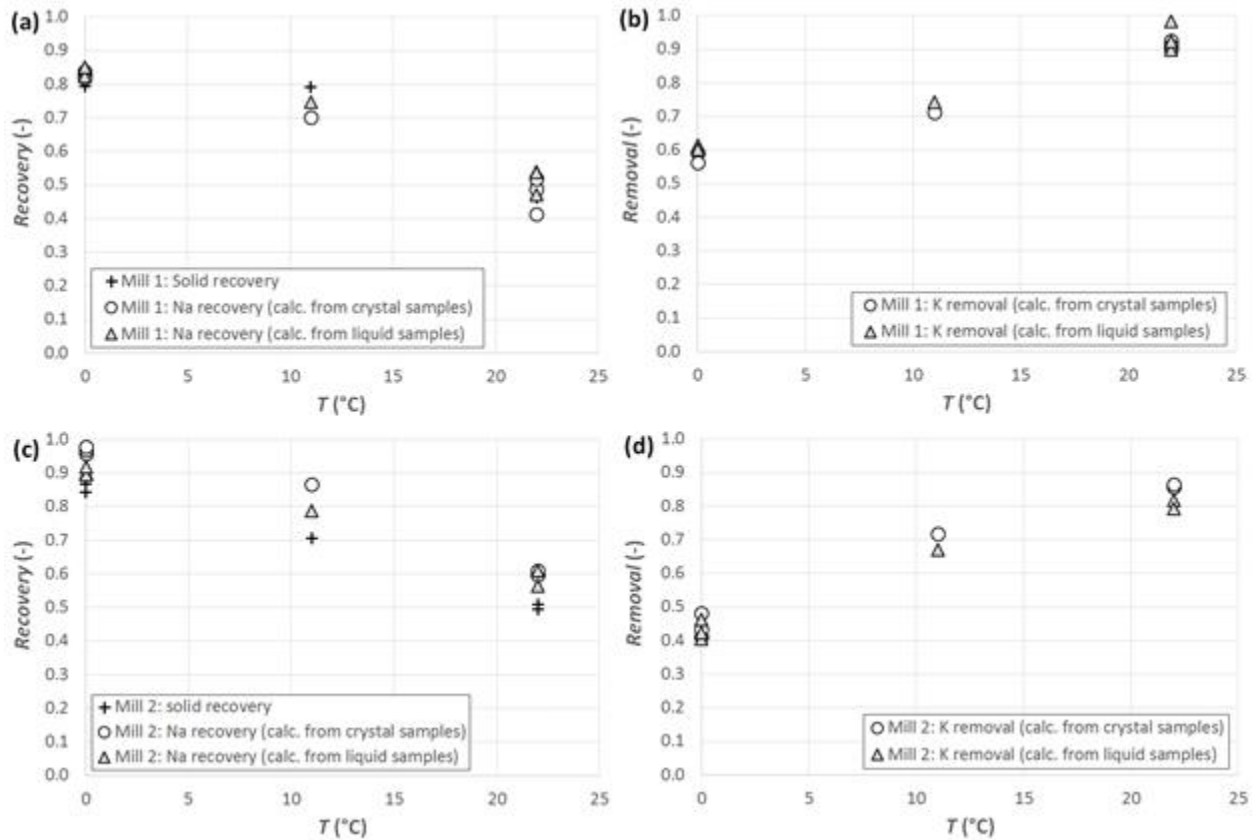 (a)
1.0
0.9
0.8
0.7
0.6
0.5
0.4
0.3
0.2
0.1
0.0
Recovery (-)
Mill 1: Solid recovery
Mill 1: Na recovery (calc. from crystal samples)
Mill 1: Na recovery (calc. from liquid samples)
0 5 10 15 20 25
T (°C)
(b)
1.0
0.9
0.8
0.7
0.6
0.5
0.4
0.3
0.2
0.1
0.0
Removal (-)
Mill 1: K removal (calc. from crystal samples)
Mill 1: K removal (calc. from liquid samples)
0 5 10 15 20 25
T (°C)
(c)
1.0
0.9
0.8
0.7
0.6
0.5
0.4
0.3
0.2
0.1
0.0
Recovery (-)
Mill 2: solid recovery
Mill 2: Na recovery (calc. from crystal samples)
Mill 2: Na recovery (calc. from liquid samples)
0 5 10 15 20 25
T (°C)
(d)
1.0
0.9
0.8
0.7
0.6
0.5
0.4
0.3
0.2
0.1
0.0
Removal (-)
Mill 2: K removal (calc. from crystal samples)
Mill 2: K removal (calc. from liquid samples)
0 5 10 15 20 25
T (°C)